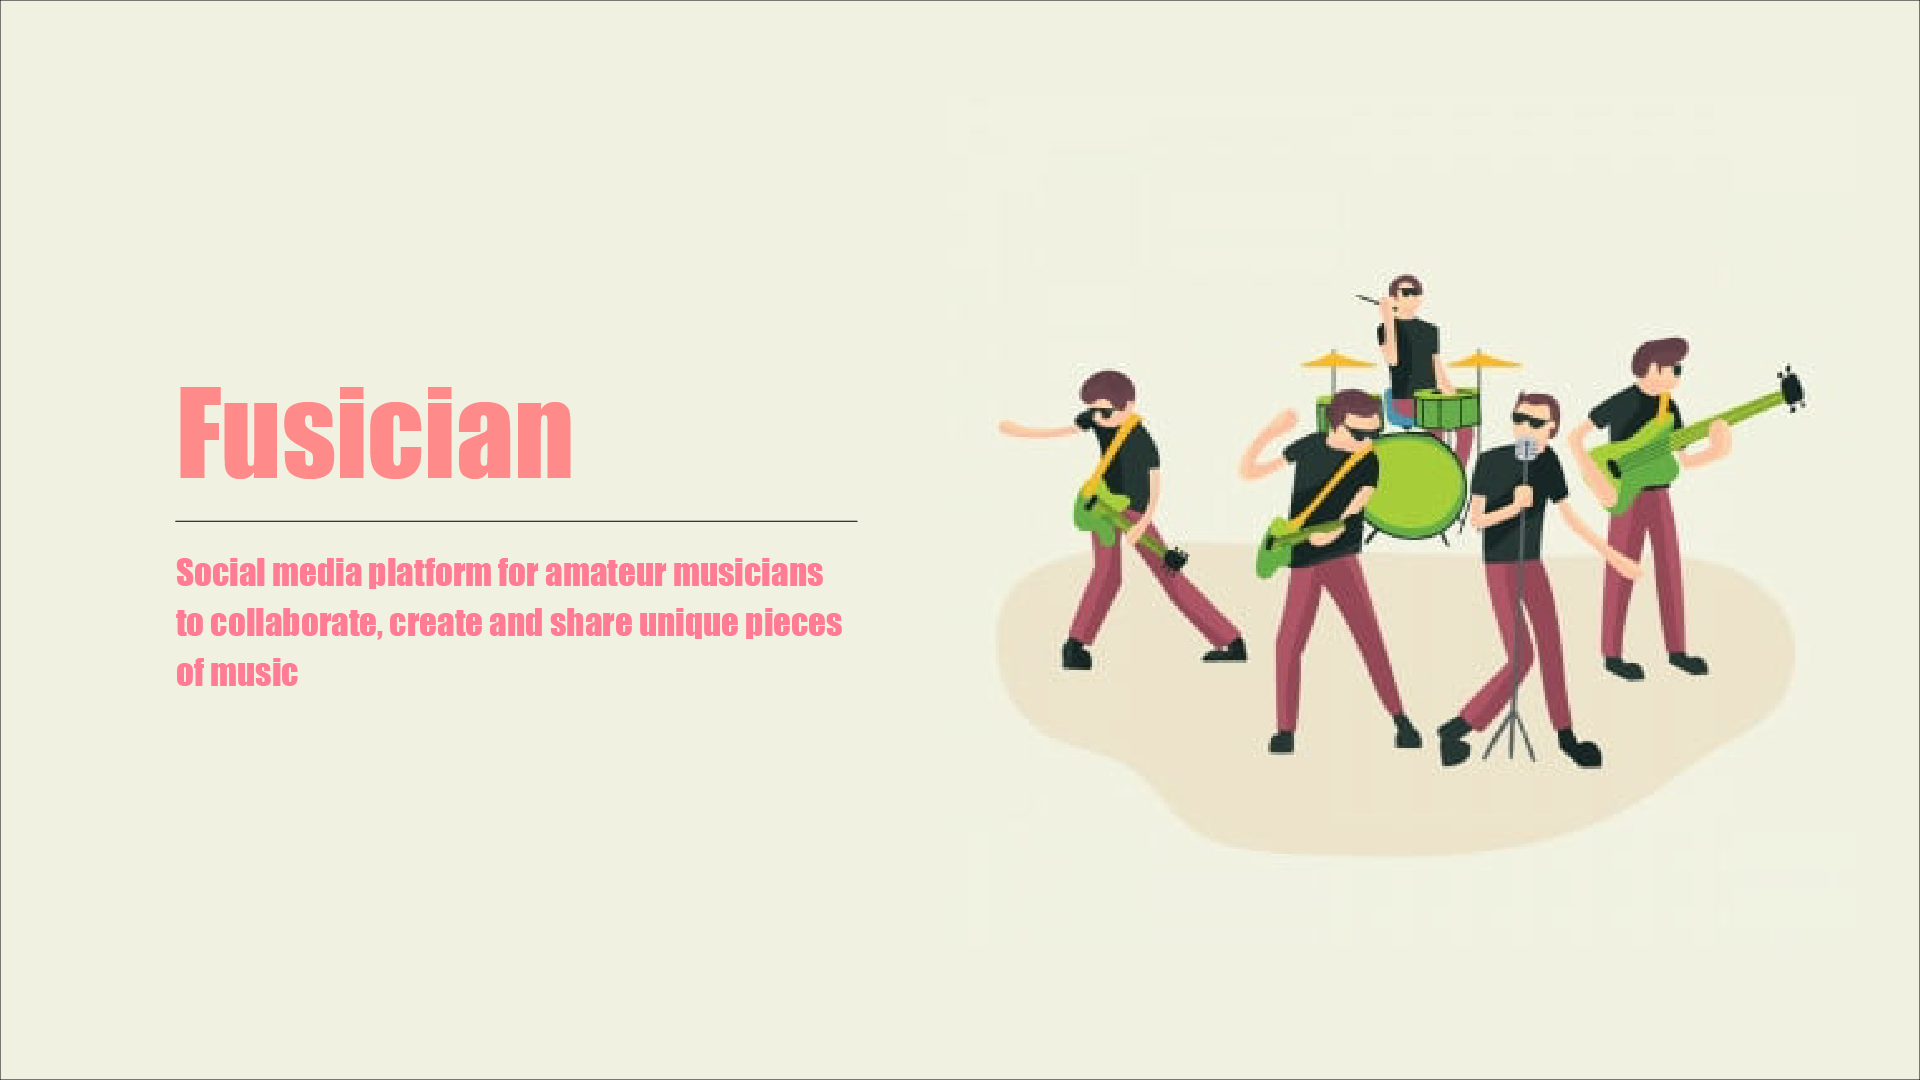 Fusician
Social media platform for amateur musicians
to collaborate, create and share unique pieces
of music